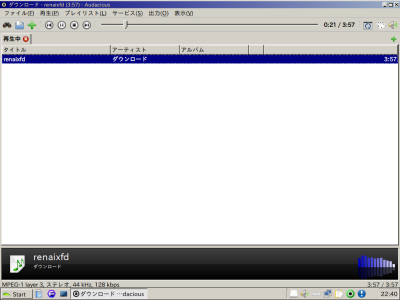 ダウンロード - renaixfd (3:57) - Audacious
ファイル(F) 再生(P) プレイリスト(L) サービス(S) 出力(O) 表示(V)
0:21 / 3:57
再生中
タイトル アーティスト アルバム
renaixfd ダウンロード 3:57
renaixfd
ダウンロード
MPEG-1 layer 3, ステレオ, 44 kHz, 128 kbps 3:57 / 3:57
Start ダウンロード …dacious 22:40